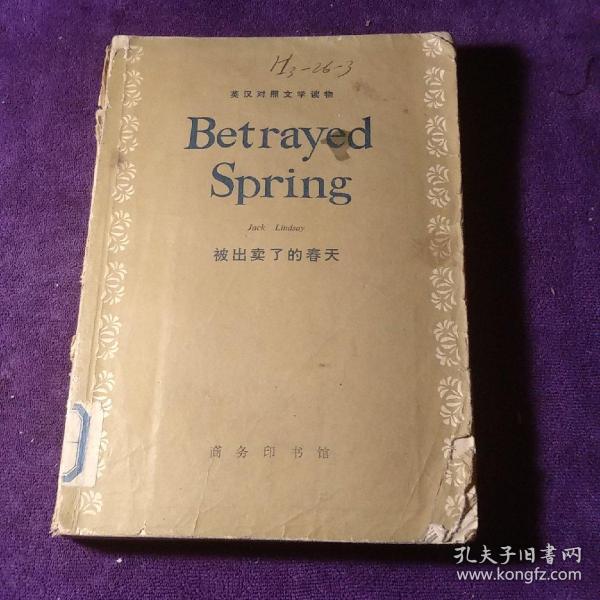 H3-26-3
英汉对照文学读物
Betrayed
Spring
Jack Lindsay
被出卖了的春天
商务印书馆
孔夫子旧书网
www.kongfz.com